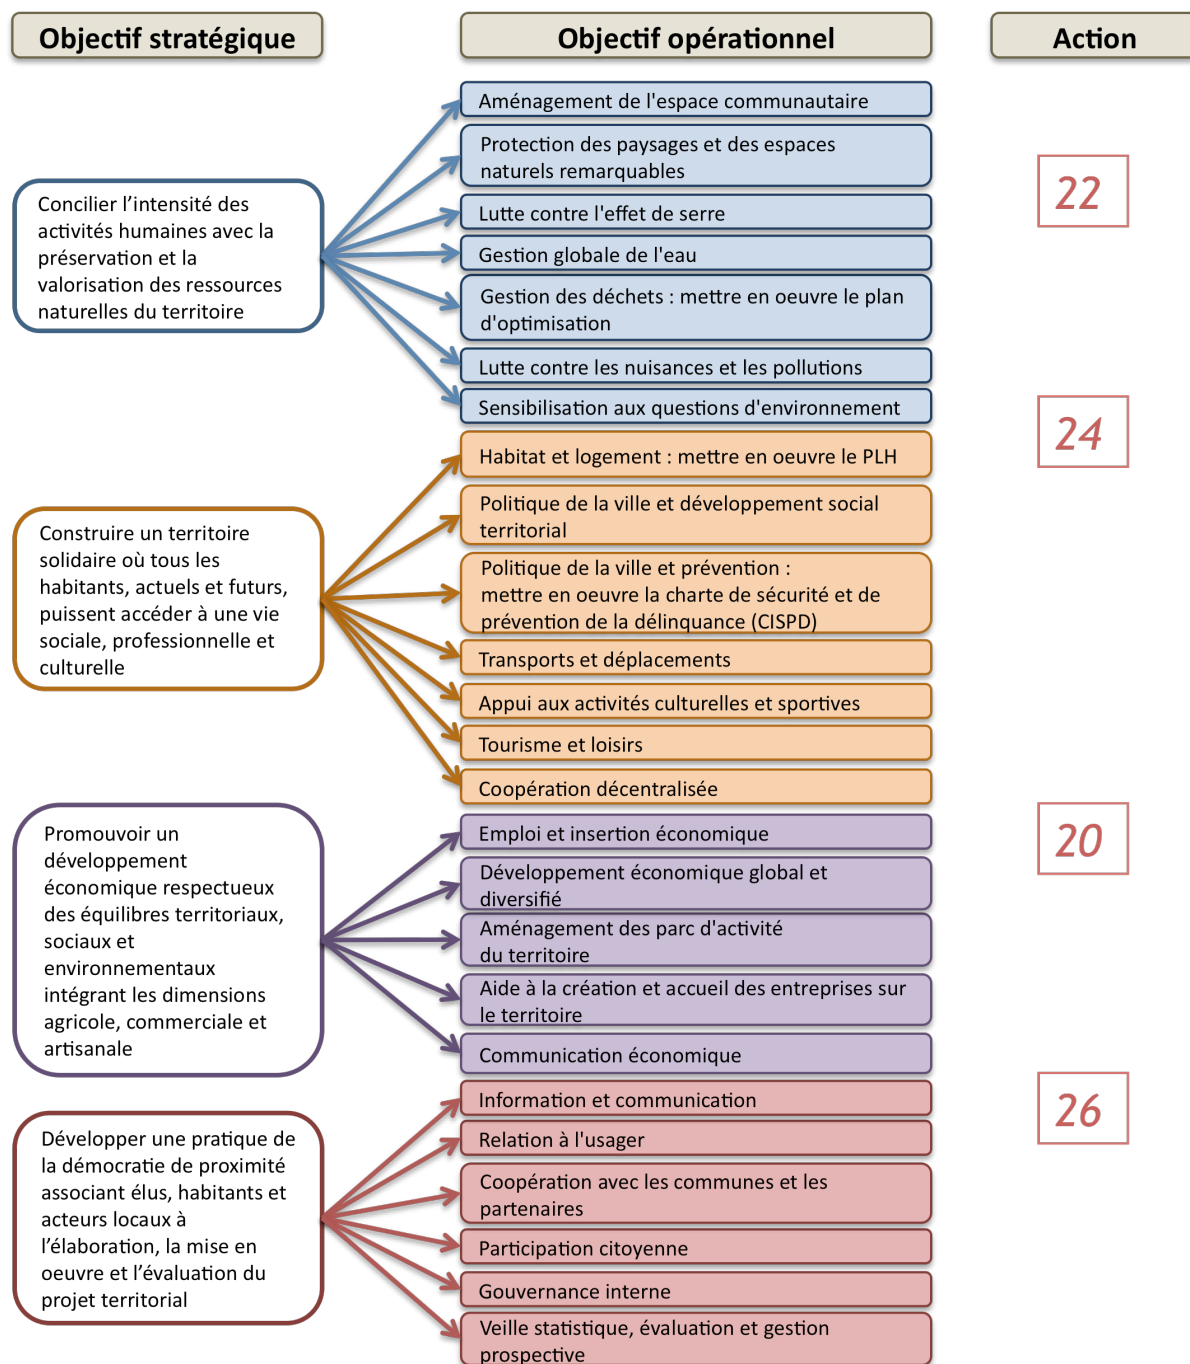 Objectif stratégique
Objectif opérationnel
Action
Concilier l’intensité des
activités humaines avec la
préservation et la
valorisation des ressources
naturelles du territoire
Aménagement de l'espace communautaire
Protection des paysages et des espaces
naturels remarquables
Lutte contre l'effet de serre
Gestion globale de l'eau
Gestion des déchets : mettre en oeuvre le plan
d'optimisation
Lutte contre les nuisances et les pollutions
Sensibilisation aux questions d'environnement
22
Construire un territoire
solidaire où tous les
habitants, actuels et futurs,
puissent accéder à une vie
sociale, professionnelle et
culturelle
Habitat et logement : mettre en oeuvre le PLH
Politique de la ville et développement social
territorial
Politique de la ville et prévention :
mettre en oeuvre la charte de sécurité et de
prévention de la délinquance (CISPD)
Transports et déplacements
Appui aux activités culturelles et sportives
Tourisme et loisirs
Coopération décentralisée
24
Promouvoir un
développement
économique respectueux
des équilibres territoriaux,
sociaux et
environnementaux
intégrant les dimensions
agricole, commerciale et
artisanale
Emploi et insertion économique
Développement économique global et
diversifié
Aménagement des parc d'activité
du territoire
Aide à la création et accueil des entreprises sur
le territoire
Communication économique
20
Développer une pratique de
la démocratie de proximité
associant élus, habitants et
acteurs locaux à
l’élaboration, la mise en
oeuvre et l’évaluation du
projet territorial
Information et communication
Relation à l'usager
Coopération avec les communes et les
partenaires
Participation citoyenne
Gouvernance interne
Veille statistique, évaluation et gestion
prospective
26